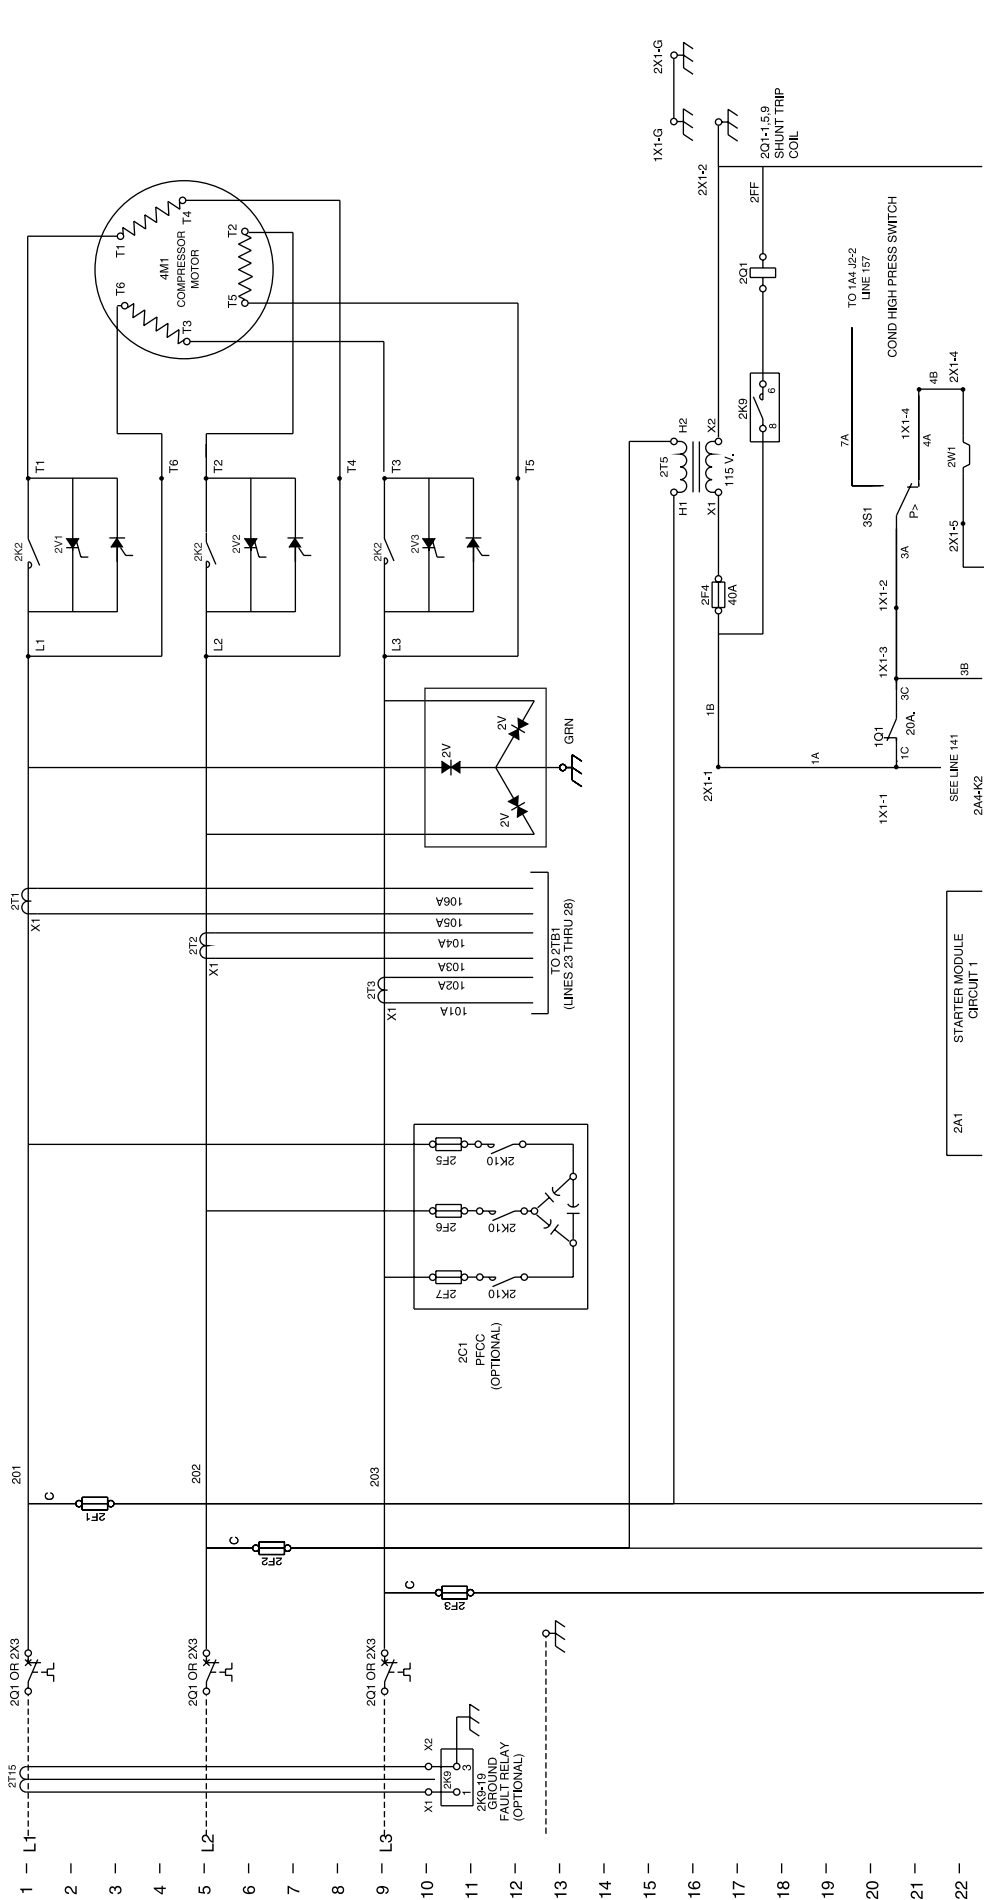 1
2
3
4
5
6
7
8
9
10
11
12
13
14
15
16
17
18
19
20
21
22
L1
L2
L3
2T15
X1
X2
2K9
1
3
2K9-19
GROUND
FAULT RELAY
(OPTIONAL)
2Q1 OR 2X3
2Q1 OR 2X3
2Q1 OR 2X3
C
2F1
C
2F2
C
2F3
201
202
203
2C1
PFCC
(OPTIONAL)
2F7
2F6
2F5
2K10
2K10
2K10
2T1
X1
2T2
X1
2T3
X1
101A
102A
103A
104A
105A
106A
TO 2TB1
(LINES 23 THRU 28)
2V
2V
2V
GRN
L1
L2
L3
2K2
2V1
2K2
2V2
2K2
2V3
T1
T6
T2
T4
T3
T5
4M1
COMPRESSOR
MOTOR
T1
T4
T6
T3
T2
T5
1X1-G
2X1-G
2X1-2
2T5
H1
H2
X1
X2
115 V.
2F4
40A
2K9
8
6
2Q1
2FF
2Q1-1,5,9
SHUNT TRIP
COIL
2X1-1
1B
1A
1X1-1
1Q1
1C
20A.
3C
1X1-3
1X1-2
3A
3B
3S1
P>
7A
TO 1A4 J2-2
LINE 157
COND HIGH PRESS SWITCH
1X1-4
4A
4B
2X1-4
2W1
2X1-5
SEE LINE 141
2A4-K2
2A1
STARTER MODULE
CIRCUIT 1